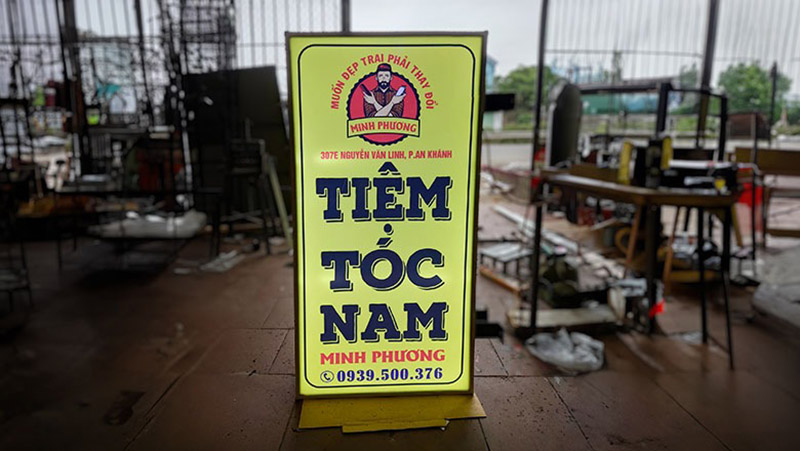 MUỐN ĐẸP TRAI PHẢI THAY ĐỔI
MINH PHƯƠNG
307E NGUYỄN VĂN LINH, P.AN KHÁNH
TIỆM
TÓC
NAM
MINH PHƯƠNG
0939.500.376